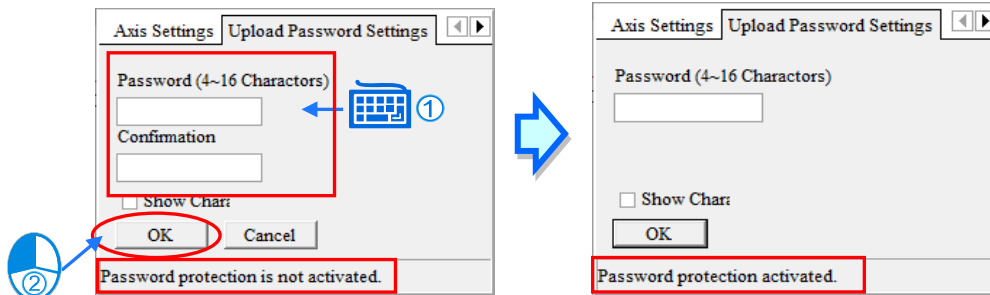 Axis Settings Upload Password Settings
Password (4~16 Charactors)
①
Confirmation
Show Chara
OK Cancel
②
Password protection is not activated.
Axis Settings Upload Password Settings
Password (4~16 Charactors)
Show Chara
OK
Password protection activated.